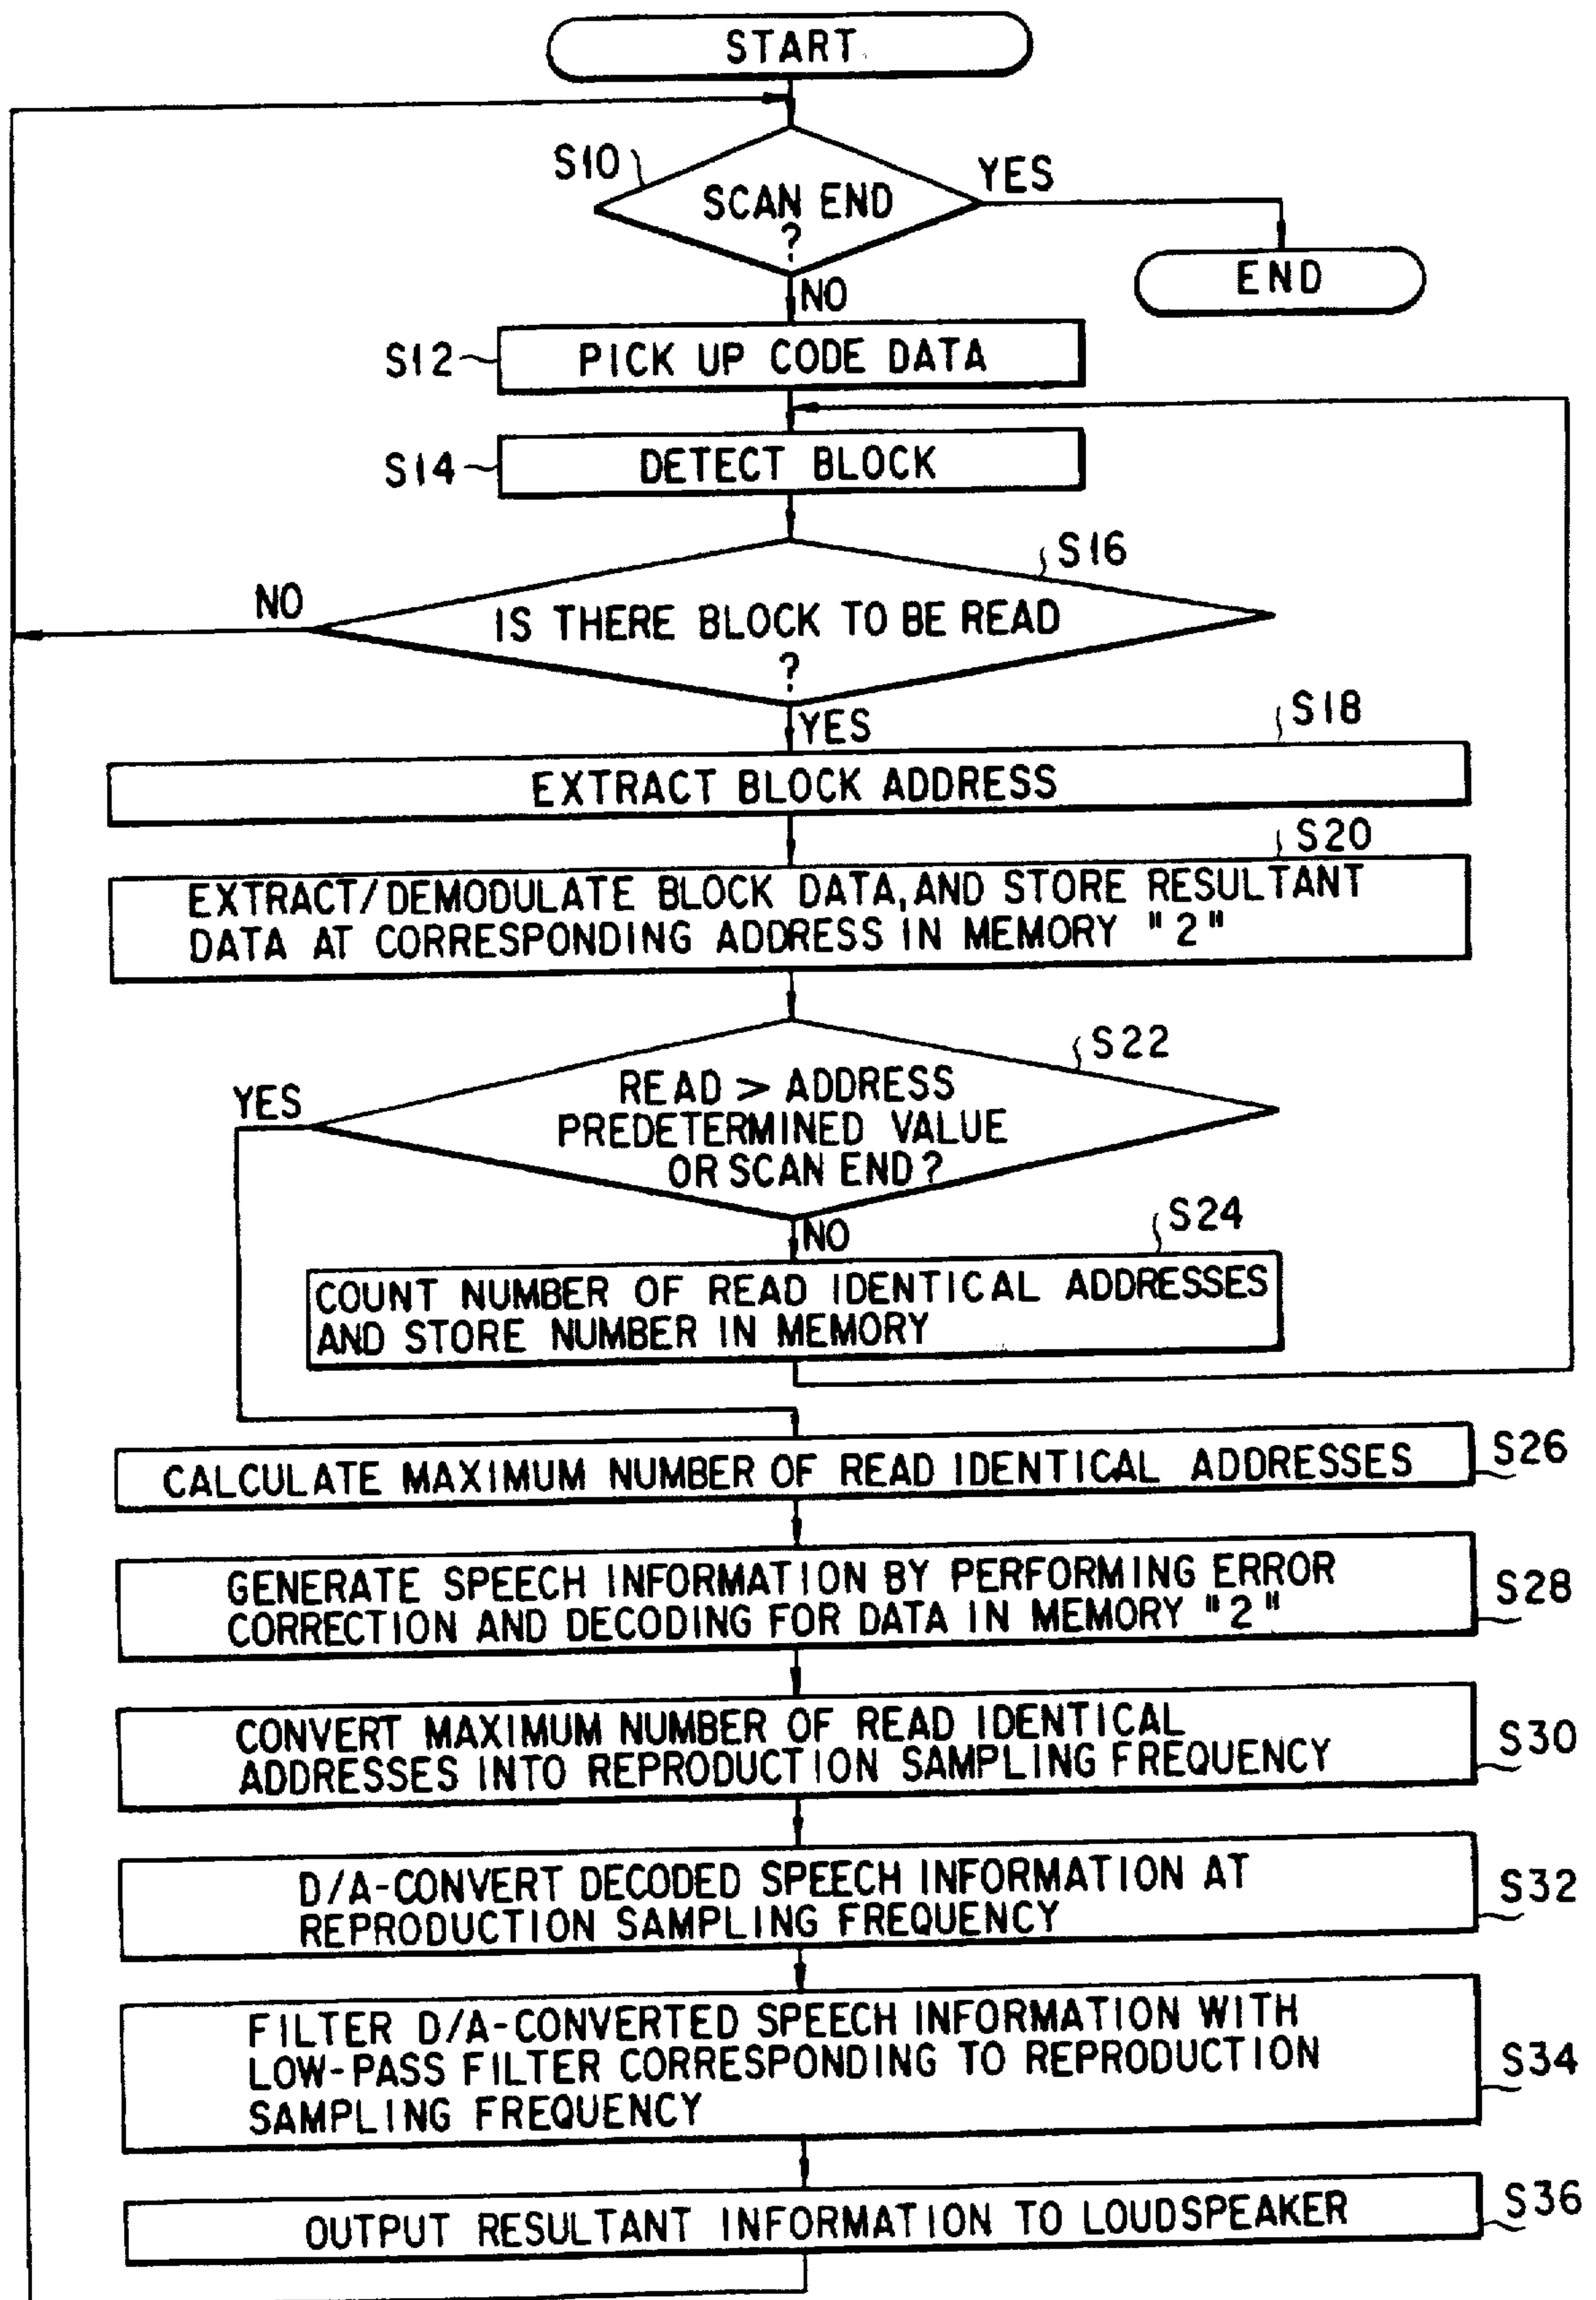 START
S10
SCAN END
?
YES
END
NO
S12
PICK UP CODE DATA
S14
DETECT BLOCK
S16
NO
IS THERE BLOCK TO BE READ
?
YES
S18
EXTRACT BLOCK ADDRESS
S20
EXTRACT/DEMODULATE BLOCK DATA, AND STORE RESULTANT
DATA AT CORRESPONDING ADDRESS IN MEMORY "2"
S22
YES
READ > ADDRESS
PREDETERMINED VALUE
OR SCAN END?
NO
S24
COUNT NUMBER OF READ IDENTICAL ADDRESSES
AND STORE NUMBER IN MEMORY
CALCULATE MAXIMUM NUMBER OF READ IDENTICAL ADDRESSES
S26
GENERATE SPEECH INFORMATION BY PERFORMING ERROR
CORRECTION AND DECODING FOR DATA IN MEMORY "2"
S28
CONVERT MAXIMUM NUMBER OF READ IDENTICAL
ADDRESSES INTO REPRODUCTION SAMPLING FREQUENCY
S30
D/A-CONVERT DECODED SPEECH INFORMATION AT
REPRODUCTION SAMPLING FREQUENCY
S32
FILTER D/A-CONVERTED SPEECH INFORMATION WITH
LOW-PASS FILTER CORRESPONDING TO REPRODUCTION
SAMPLING FREQUENCY
S34
OUTPUT RESULTANT INFORMATION TO LOUDSPEAKER
S36